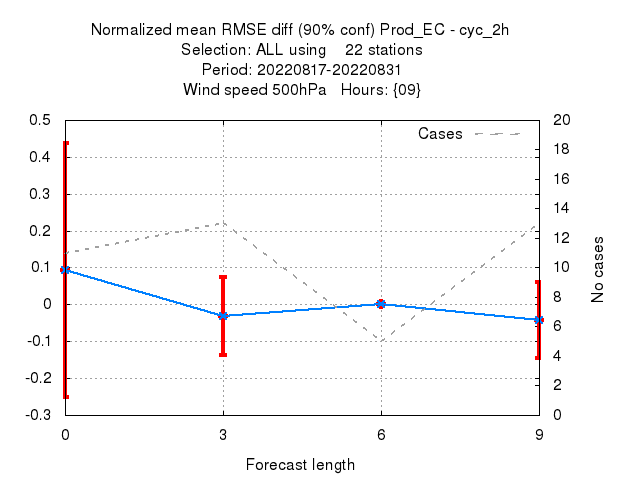 Normalized mean RMSE diff (90% conf) Prod_EC - cyc_2h
Selection: ALL using    22 stations
Period: 20220817-20220831
Wind speed 500hPa   Hours: {09}
Cases
0.5
0.4
0.3
0.2
0.1
0
-0.1
-0.2
-0.3
20
18
16
14
12
10
8
6
4
2
0
No cases
0 3 6 9
Forecast length